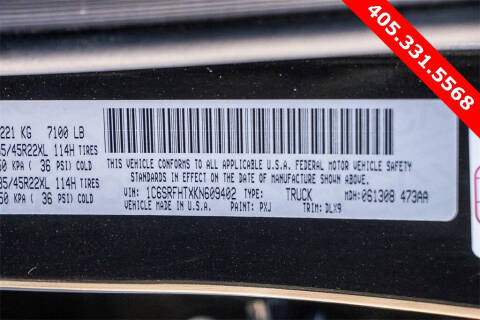 405.331.5568
221 KG 7100 LB
5/45R22XL 114H TIRES
50 KPA ( 36 PSI) COLD
35/45R22XL 114H TIRES
50 KPA ( 36 PSI) COLD
THIS VEHICLE CONFORMS TO ALL APPLICABLE U.S.A. FEDERAL MOTOR VEHICLE SAFETY
STANDARDS IN EFFECT ON THE DATE OF MANUFACTURE SHOWN ABOVE.
VIN: 1C6SRFHTXKN609402 TYPE: TRUCK MDH: 061308 473AA
VEHICLE MADE IN U.S.A. PAINT: PXJ TRIM: DLX9